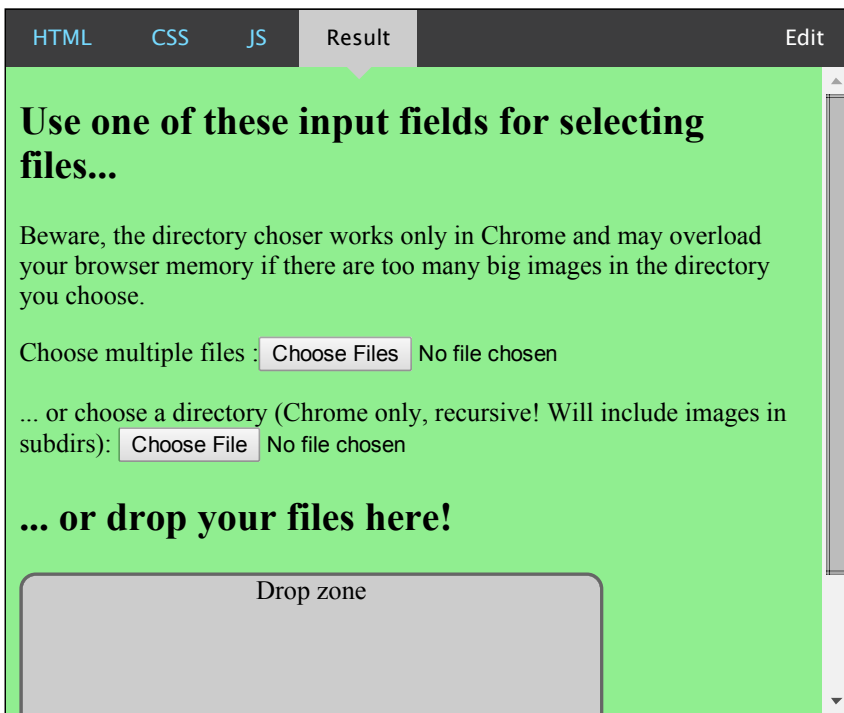 HTML CSS JS Result Edit
Use one of these input fields for selecting
files...
Beware, the directory choser works only in Chrome and may overload
your browser memory if there are too many big images in the directory
you choose.
Choose multiple files : Choose Files No file chosen
... or choose a directory (Chrome only, recursive! Will include images in
subdirs): Choose File No file chosen
... or drop your files here!
Drop zone